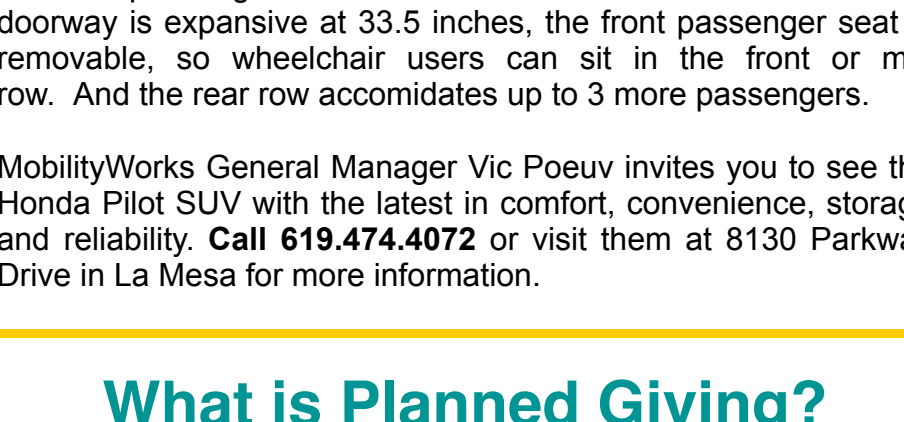 doorway is expansive at 33.5 inches, the front passenger seat
removable, so wheelchair users can sit in the front or
row. And the rear row accomidates up to 3 more passengers.
MobilityWorks General Manager Vic Poeuv invites you to see
Honda Pilot SUV with the latest in comfort, convenience,
and reliability. Call 619.474.4072 or visit them at 8130
Drive in La Mesa for more information.
What is Planned Giving?